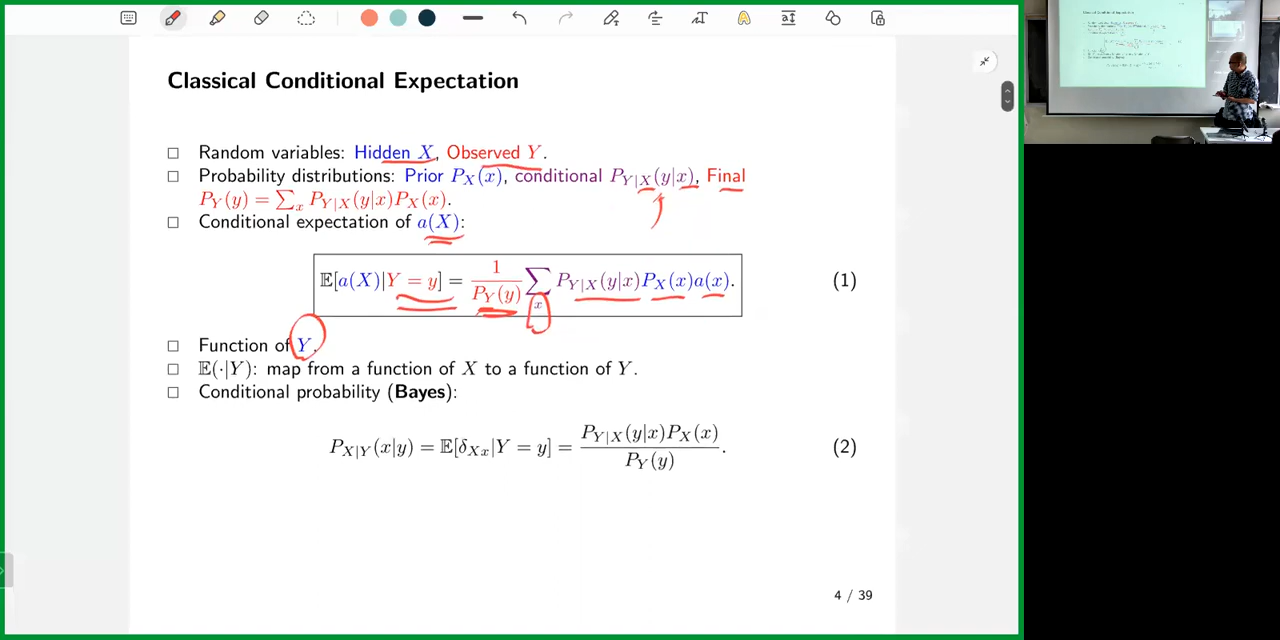 Classical Conditional Expectation
□ Random variables: Hidden X, Observed Y.
□ Probability distributions: Prior P_X(x), conditional P_{Y|X}(y|x), Final
P_Y(y) = ∑_x P_{Y|X}(y|x)P_X(x).
□ Conditional expectation of a(X):
𝔼[a(X)|Y = y] = \frac{1}{P_Y(y)} ∑_x P_{Y|X}(y|x)P_X(x)a(x). (1)
□ Function of Y.
□ 𝔼(·|Y): map from a function of X to a function of Y.
□ Conditional probability (Bayes):
P_{X|Y}(x|y) = 𝔼[δ_{Xx}|Y = y] = \frac{P_{Y|X}(y|x)P_X(x)}{P_Y(y)}. (2)
4 / 39